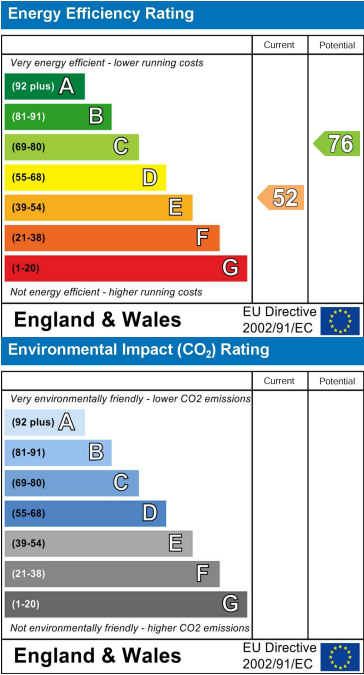 Energy Efficiency Rating
Current Potential
Very energy efficient - lower running costs
(92 plus) A
(81-91) B
(69-80) C
76
(55-68) D
(39-54) E
52
(21-38) F
(1-20) G
Not energy efficient - higher running costs
England & Wales
EU Directive
2002/91/EC
Environmental Impact (CO₂) Rating
Current Potential
Very environmentally friendly - lower CO2 emissions
(92 plus) A
(81-91) B
(69-80) C
(55-68) D
(39-54) E
(21-38) F
(1-20) G
Not environmentally friendly - higher CO2 emissions
England & Wales
EU Directive
2002/91/EC